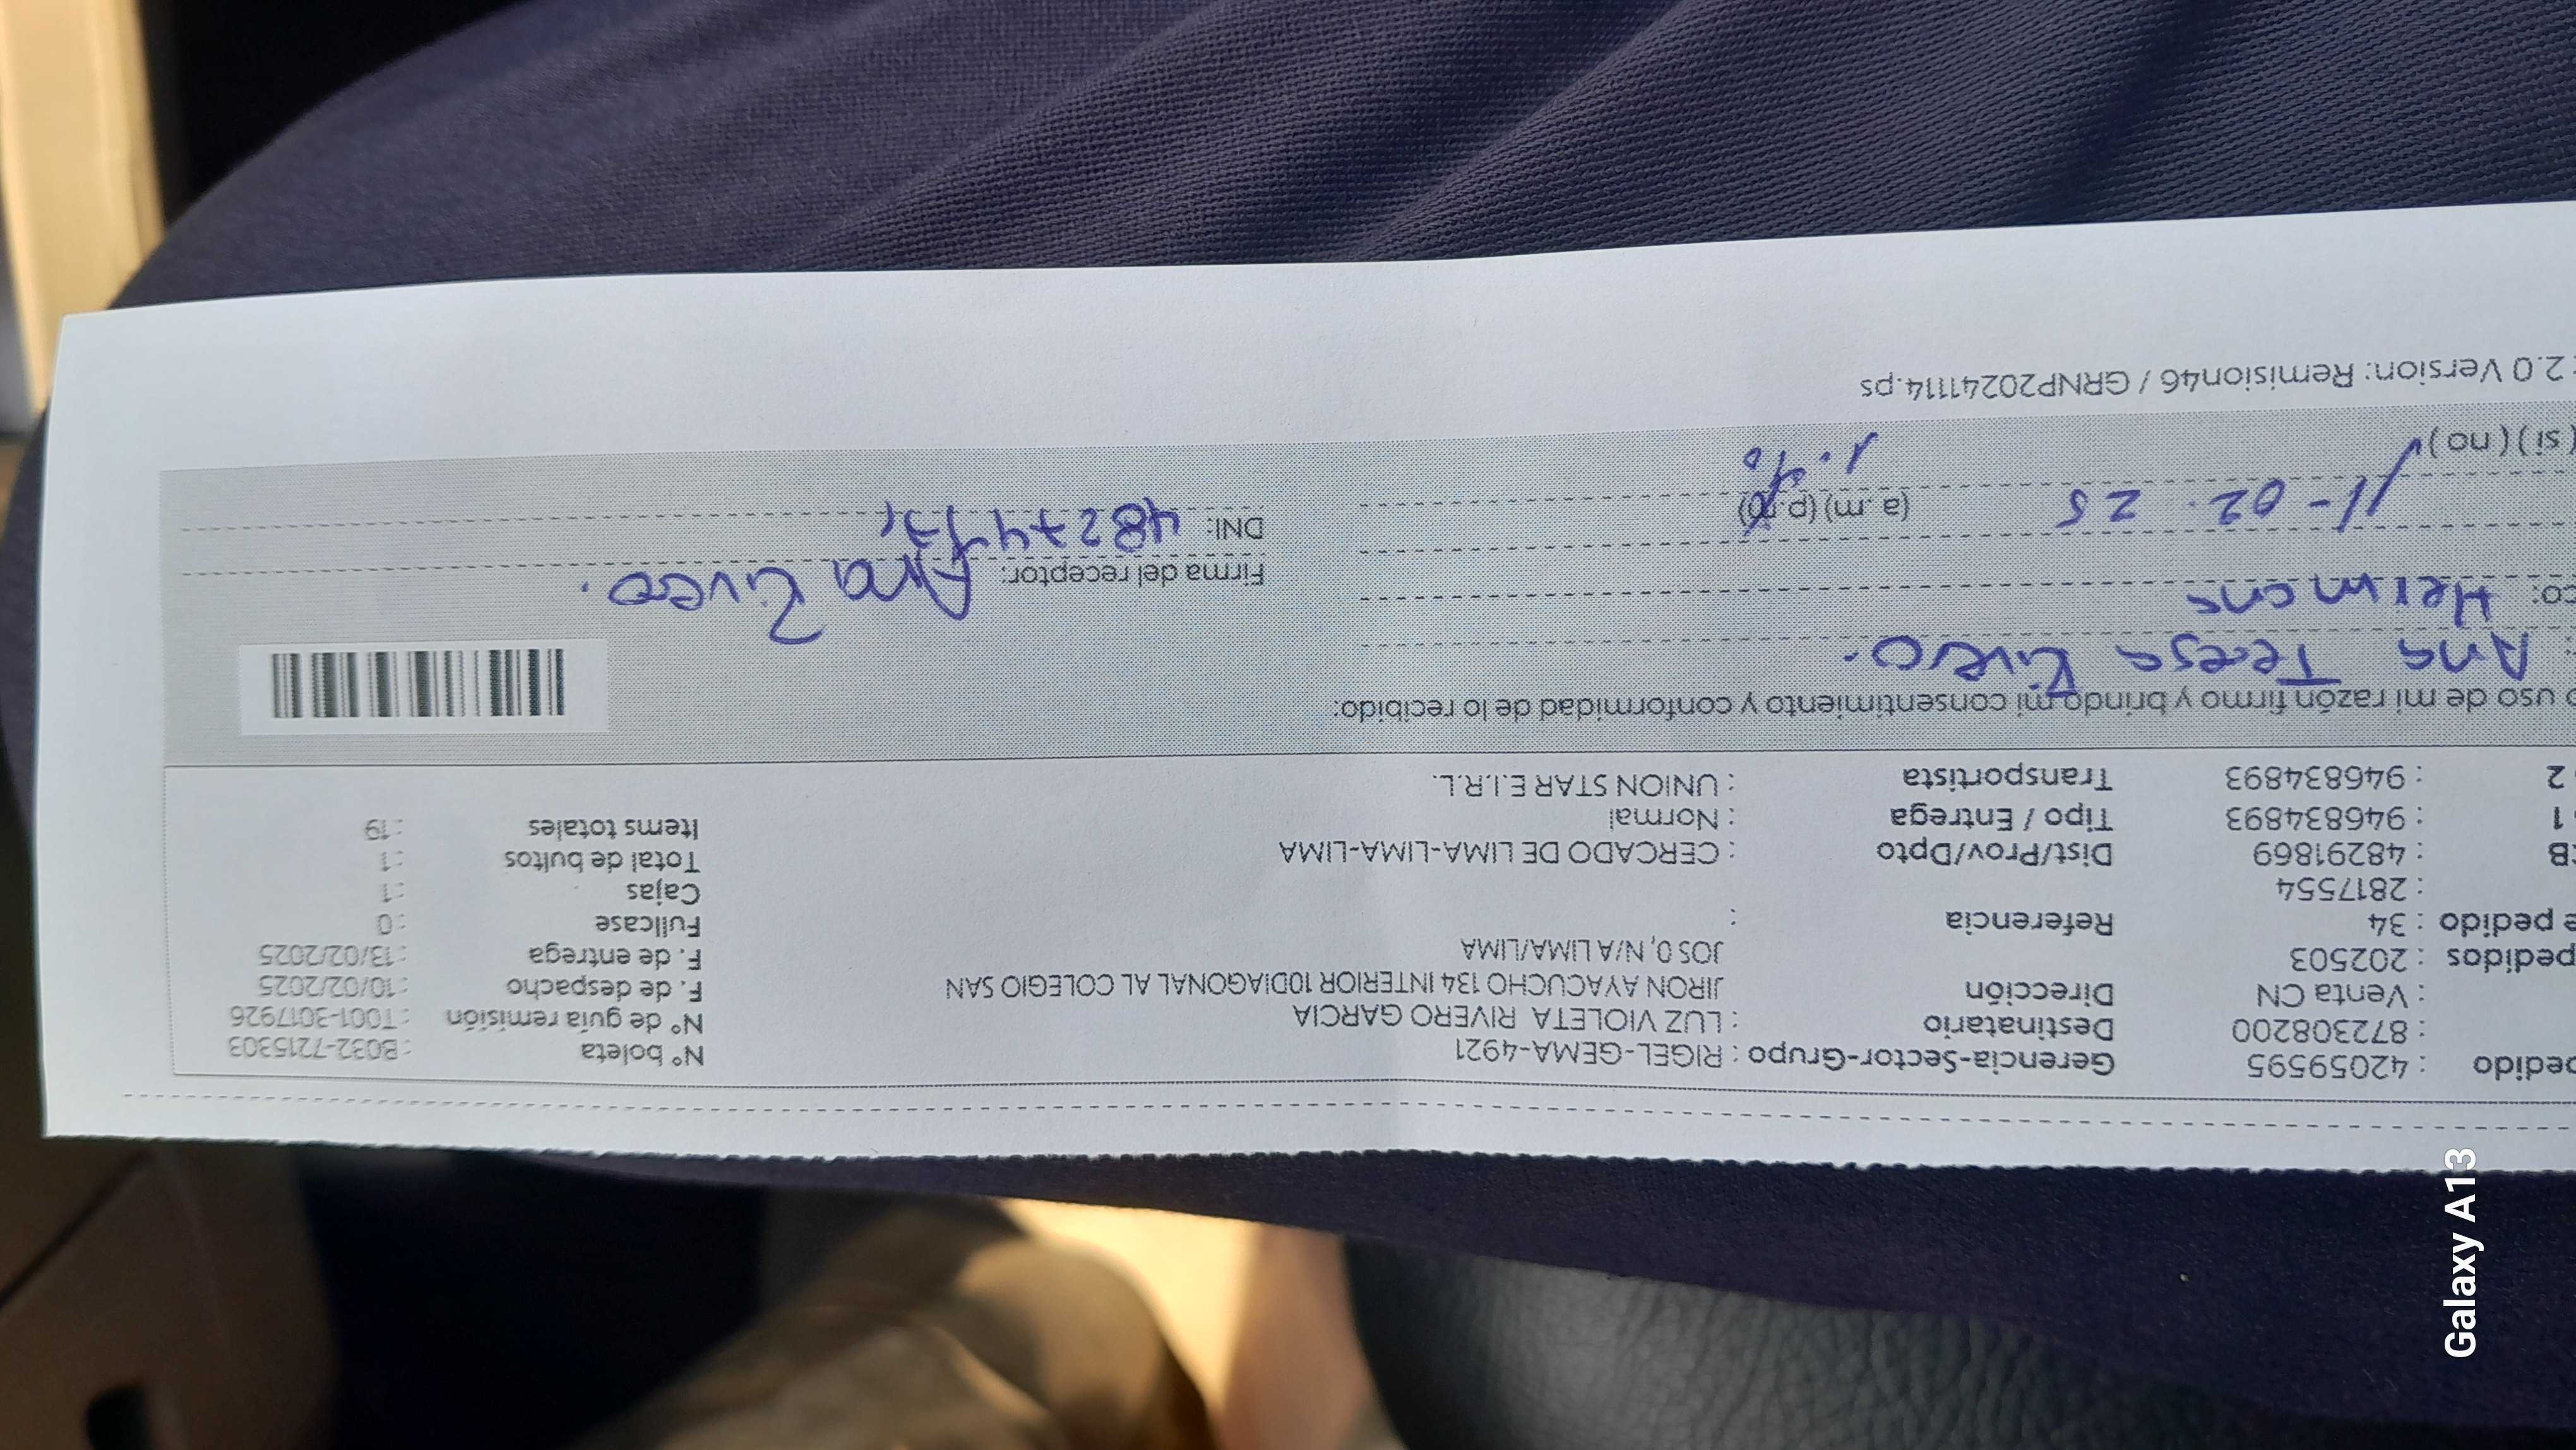 edido : 42059595 Gerencia-Sector-Grupo : RIGEL-GEMA-4921 N° boleta : B032-7215303
: 872308200 Destinatario : LUZ VIOLETA RIVERO GARCIA N° de guía remisión : T001-3017926
: Venta CN Dirección JIRON AYACUCHO 134 INTERIOR 10DIAGONAL AL COLEGIO SAN F. de despacho : 10/02/2025
pedidos : 202503 JOS 0, N/A LIMA/LIMA F. de entrega : 13/02/2025
e pedido : 34 Referencia : Fullcase : 0
: 2817554 Cajas : 1
: 48291869 Dist/Prov/Dpto : CERCADO DE LIMA-LIMA-LIMA Total de bultos : 1
1 : 946834893 Tipo / Entrega : Normal Items totales : 19
2 : 946834893 Transportista : UNION STAR E.I.R.L.
uso de mi razón firmo y brindo mi consentimiento y conformidad de lo recibido:
Ana Teresa Rivero.
co: Hermana Firma del receptor: Ana Rivero.
11-02. 25 (a .m) (p.m) DNI:
(si) (no)
2.0 Version: Remision46 / GRNP20241114.ps
Galaxy A13